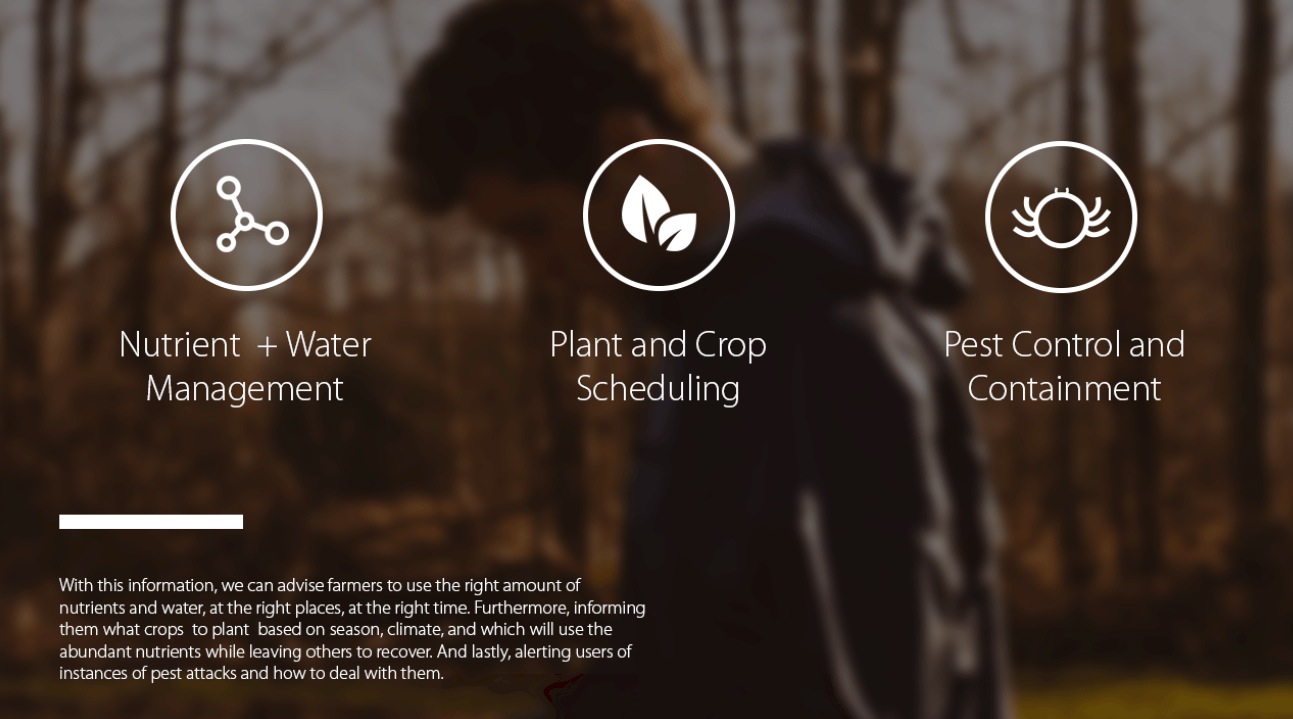 Nutrient + Water
Management
Plant and Crop
Scheduling
Pest Control and
Containment
With this information, we can advise farmers to use the right amount of
nutrients and water, at the right places, at the right time. Furthermore, informing
them what crops to plant based on season, climate, and which will use the
abundant nutrients while leaving others to recover. And lastly, alerting users of
instances of pest attacks and how to deal with them.